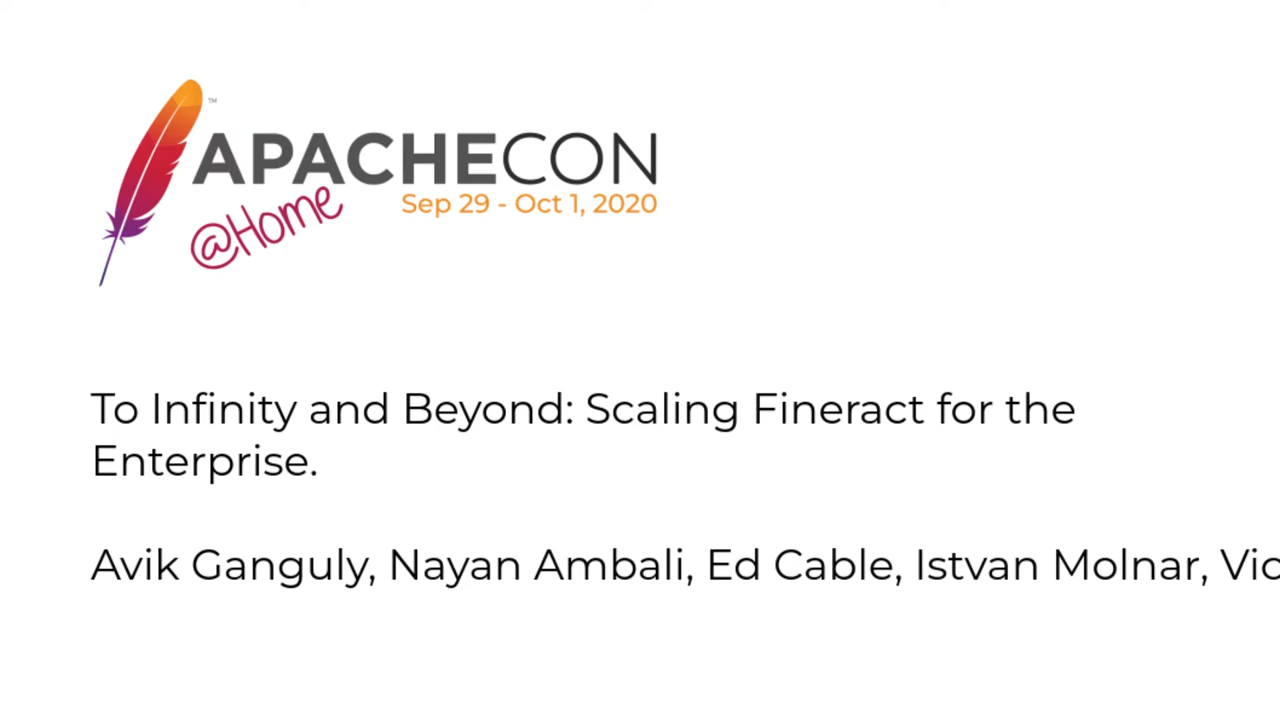 ™
APACHECON
@Home
Sep 29 - Oct 1, 2020
To Infinity and Beyond: Scaling Fineract for the
Enterprise.
Avik Ganguly, Nayan Ambali, Ed Cable, Istvan Molnar,